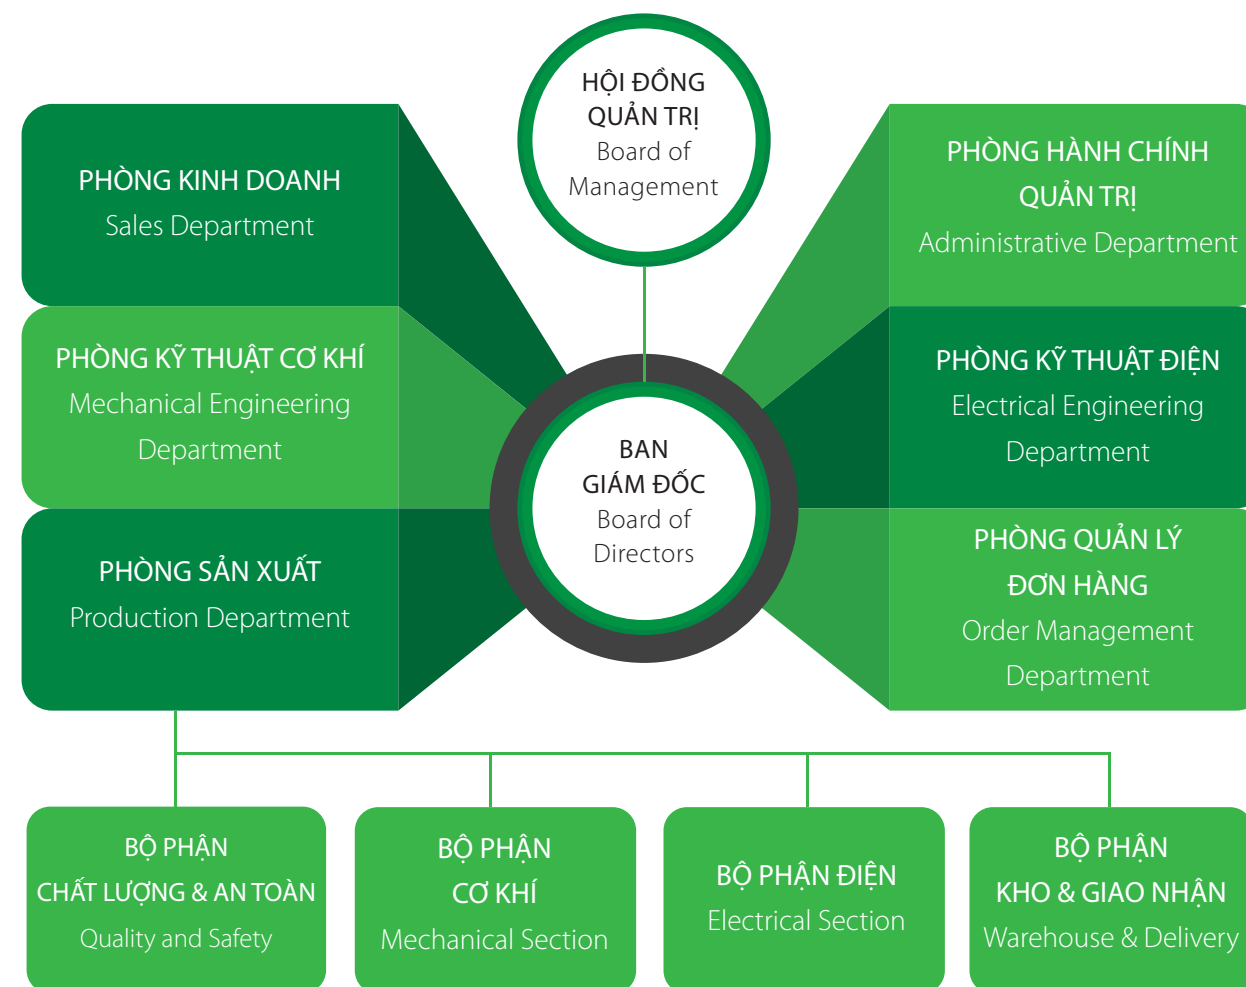 HỘI ĐỒNG
QUẢN TRỊ
Board of
Management
PHÒNG KINH DOANH
Sales Department
PHÒNG HÀNH CHÍNH
QUẢN TRỊ
Administrative Department
PHÒNG KỸ THUẬT CƠ KHÍ
Mechanical Engineering
Department
PHÒNG KỸ THUẬT ĐIỆN
Electrical Engineering
Department
BAN
GIÁM ĐỐC
Board of
Directors
PHÒNG SẢN XUẤT
Production Department
PHÒNG QUẢN LÝ
ĐƠN HÀNG
Order Management
Department
BỘ PHẬN
CHẤT LƯỢNG & AN TOÀN
Quality and Safety
BỘ PHẬN
CƠ KHÍ
Mechanical Section
BỘ PHẬN ĐIỆN
Electrical Section
BỘ PHẬN
KHO & GIAO NHẬN
Warehouse & Delivery